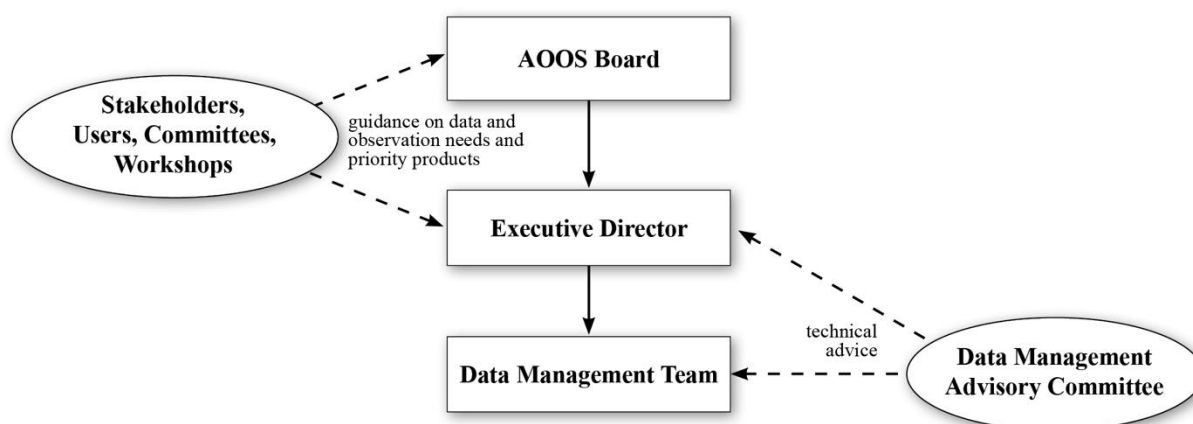 AOOS Board
Stakeholders,
Users, Committees,
Workshops
guidance on data and
observation needs and
priority products
Executive Director
technical
advice
Data Management Team
Data Management
Advisory Committee